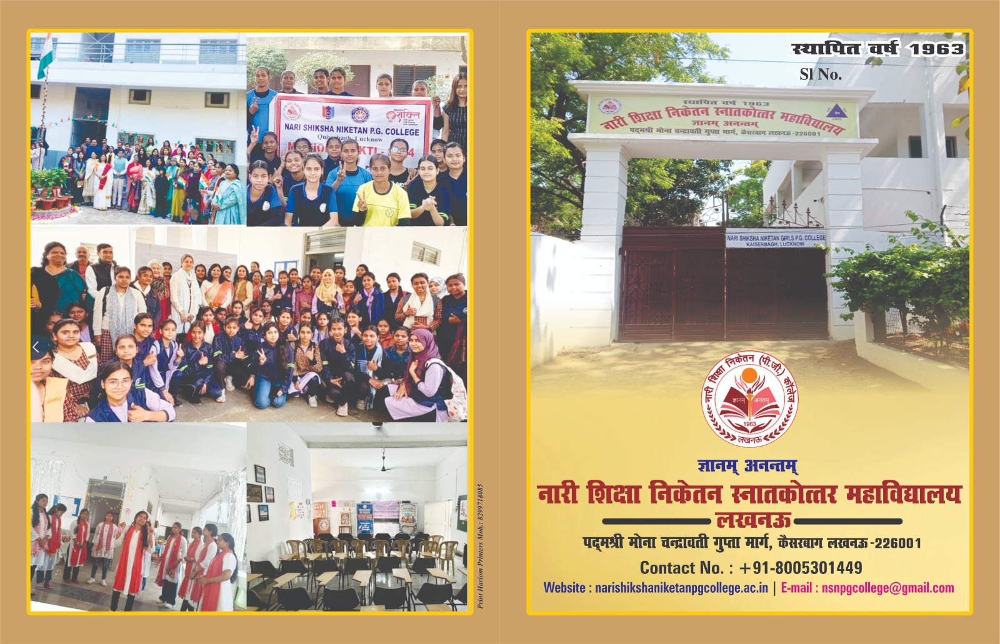 NARI SHIKSHA NIKETAN P.G. COLLEGE
Quiserbagh, Lucknow
Print Hariom Printers Mob.: 8299718085
स्थापित वर्ष 1963
Sl No.
स्थापित वर्ष 1963
नारी शिक्षा निकेतन स्नातकोत्तर महाविद्यालय
ज्ञानम् अनन्तम्
पद्मश्री मोना चन्द्रावती गुप्ता मार्ग, कैसरबाग लखनऊ-226001
NARI SHIKSHA NIKETAN GIRLS P.G. COLLEGE
KAISERBAGH, LUCKNOW
नारी शिक्षा निकेतन (पी.जी.) कॉलेज
ज्ञानम् अनंतम्
1963
लखनऊ
ज्ञानम् अनन्तम्
नारी शिक्षा निकेतन स्नातकोत्तर महाविद्यालय
लखनऊ
पद्मश्री मोना चन्द्रावती गुप्ता मार्ग, कैसरबाग लखनऊ-226001
Contact No. : +91-8005301449
Website : narishikshaniketanpgcollege.ac.in | E-mail : nsnpgcollege@gmail.com